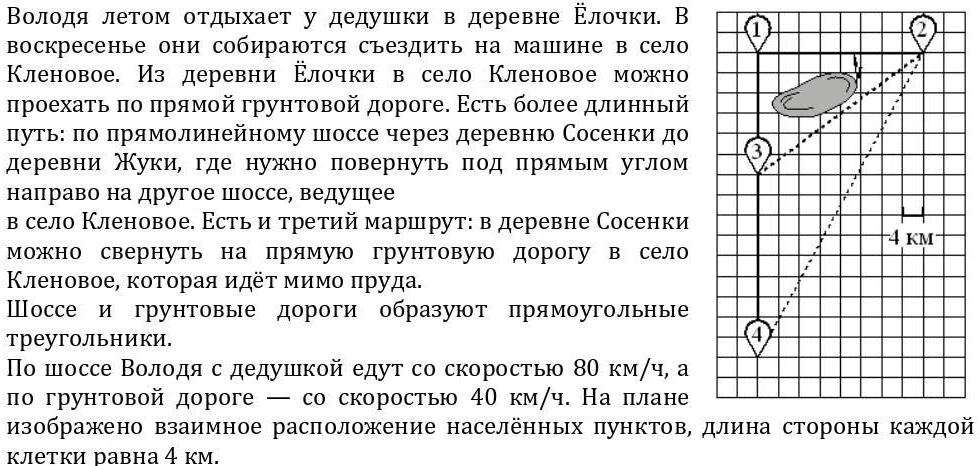 Володя летом отдыхает у дедушки в деревне Ёлочки. В
воскресенье они собираются съездить на машине в село
Кленовое. Из деревни Ёлочки в село Кленовое можно
проехать по прямой грунтовой дороге. Есть более длинный
путь: по прямолинейному шоссе через деревню Сосенки до
деревни Жуки, где нужно повернуть под прямым углом
направо на другое шоссе, ведущее
в село Кленовое. Есть и третий маршрут: в деревне Сосенки
можно свернуть на прямую грунтовую дорогу в село
Кленовое, которая идёт мимо пруда.
Шоссе и грунтовые дороги образуют прямоугольные
треугольники.
По шоссе Володя с дедушкой едут со скоростью 80 км/ч, а
по грунтовой дороге — со скоростью 40 км/ч. На плане
изображено взаимное расположение населённых пунктов, длина стороны каждой
клетки равна 4 км.
1
2
3
4 км
4